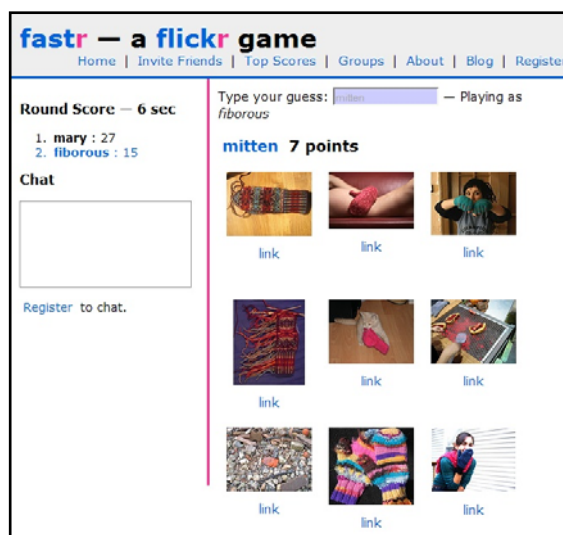 fastr — a flickr game
Home | Invite Friends | Top Scores | Groups | About | Blog | Register
Round Score — 6 sec
1. mary : 27
2. fiborous : 15
Chat
Register to chat.
Type your guess: mitten — Playing as
fiborous
mitten 7 points
link link link
link link link
link link link